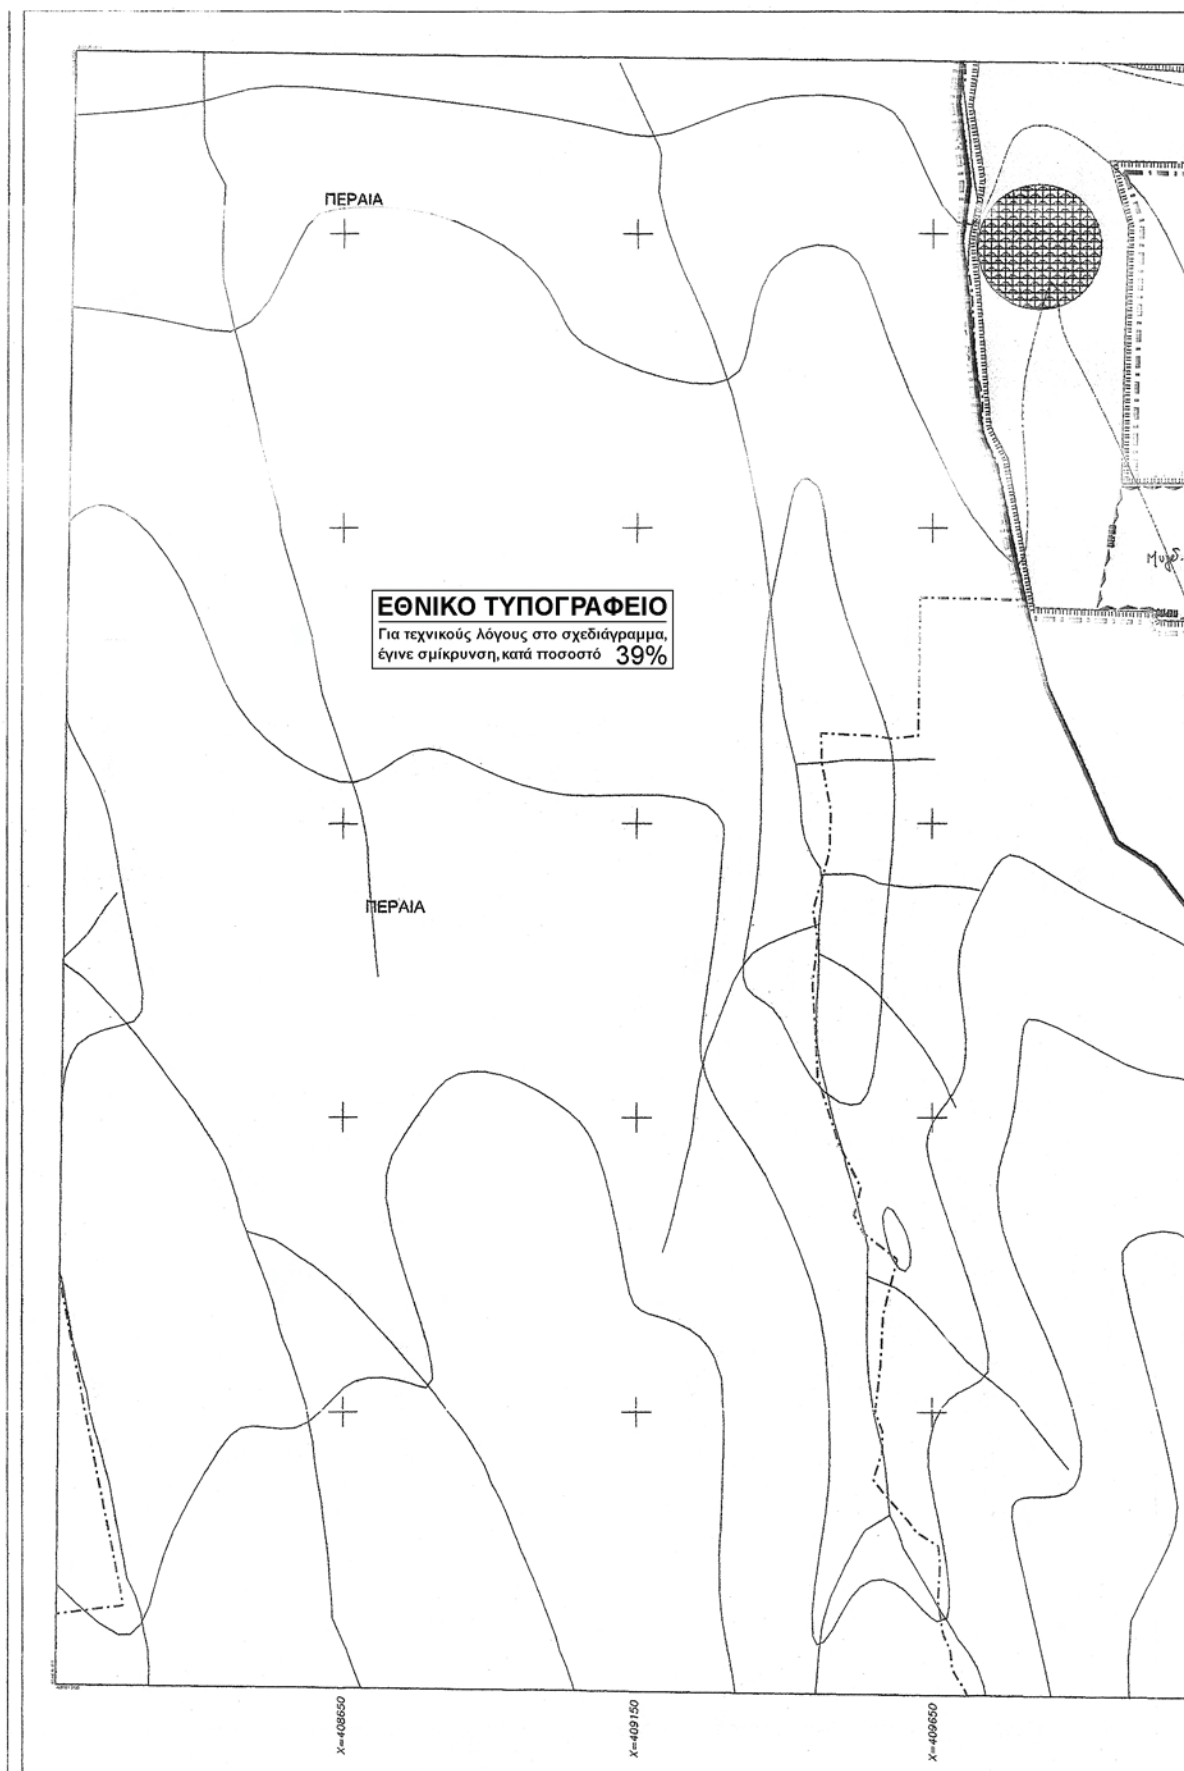 ΠΕΡΑΙΑ
ΕΘΝΙΚΟ ΤΥΠΟΓΡΑΦΕΙΟ
Για τεχνικούς λόγους στο σχεδιάγραμμα,
έγινε σμίκρυνση, κατά ποσοστό 39%
ΠΕΡΑΙΑ
X=408650
X=409150
X=409650